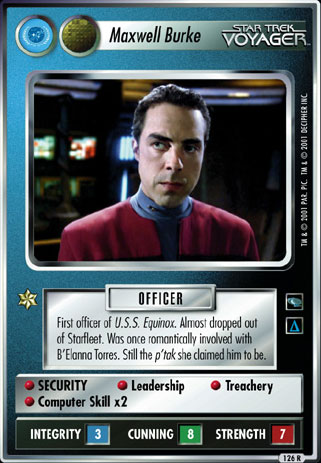 Maxwell Burke
STAR TREK
VOYAGER
TM & © 2001 PAR. PIC. TM & © 2001 DECIPHER INC.
OFFICER
First officer of U.S.S. Equinox. Almost dropped out
of Starfleet. Was once romantically involved with
B'Elanna Torres. Still the p'tak she claimed him to be.
SECURITY Leadership Treachery
Computer Skill x2
INTEGRITY 3 CUNNING 8 STRENGTH 7
126 R